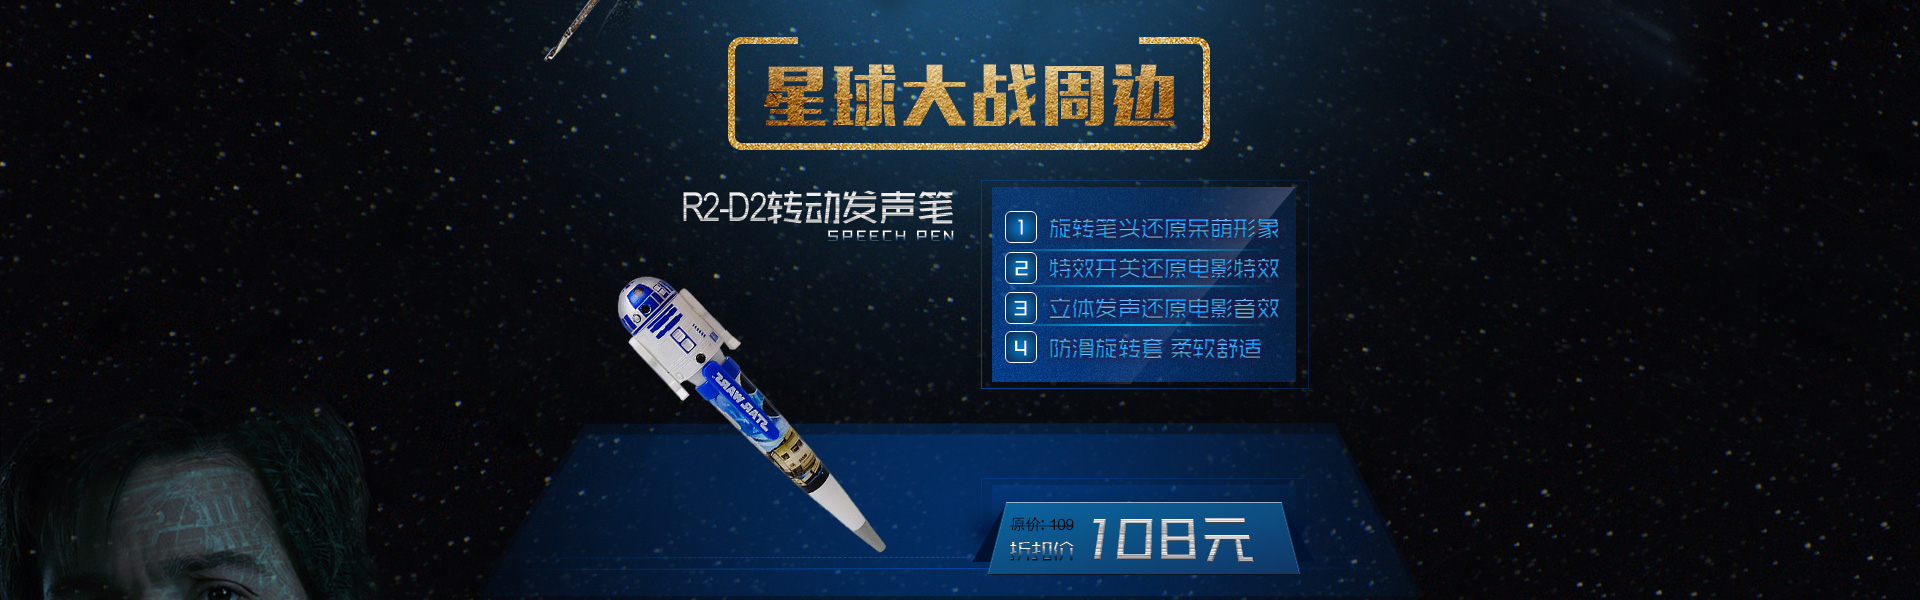 星球大战周边
R2-D2转动发声笔
SPEECH PEN
1 旋转笔头还原呆萌形象
2 特效开关还原电影特效
3 立体发声还原电影音效
4 防滑旋转套 柔软舒适
STAR WARS
原价: 109
折扣价 108元